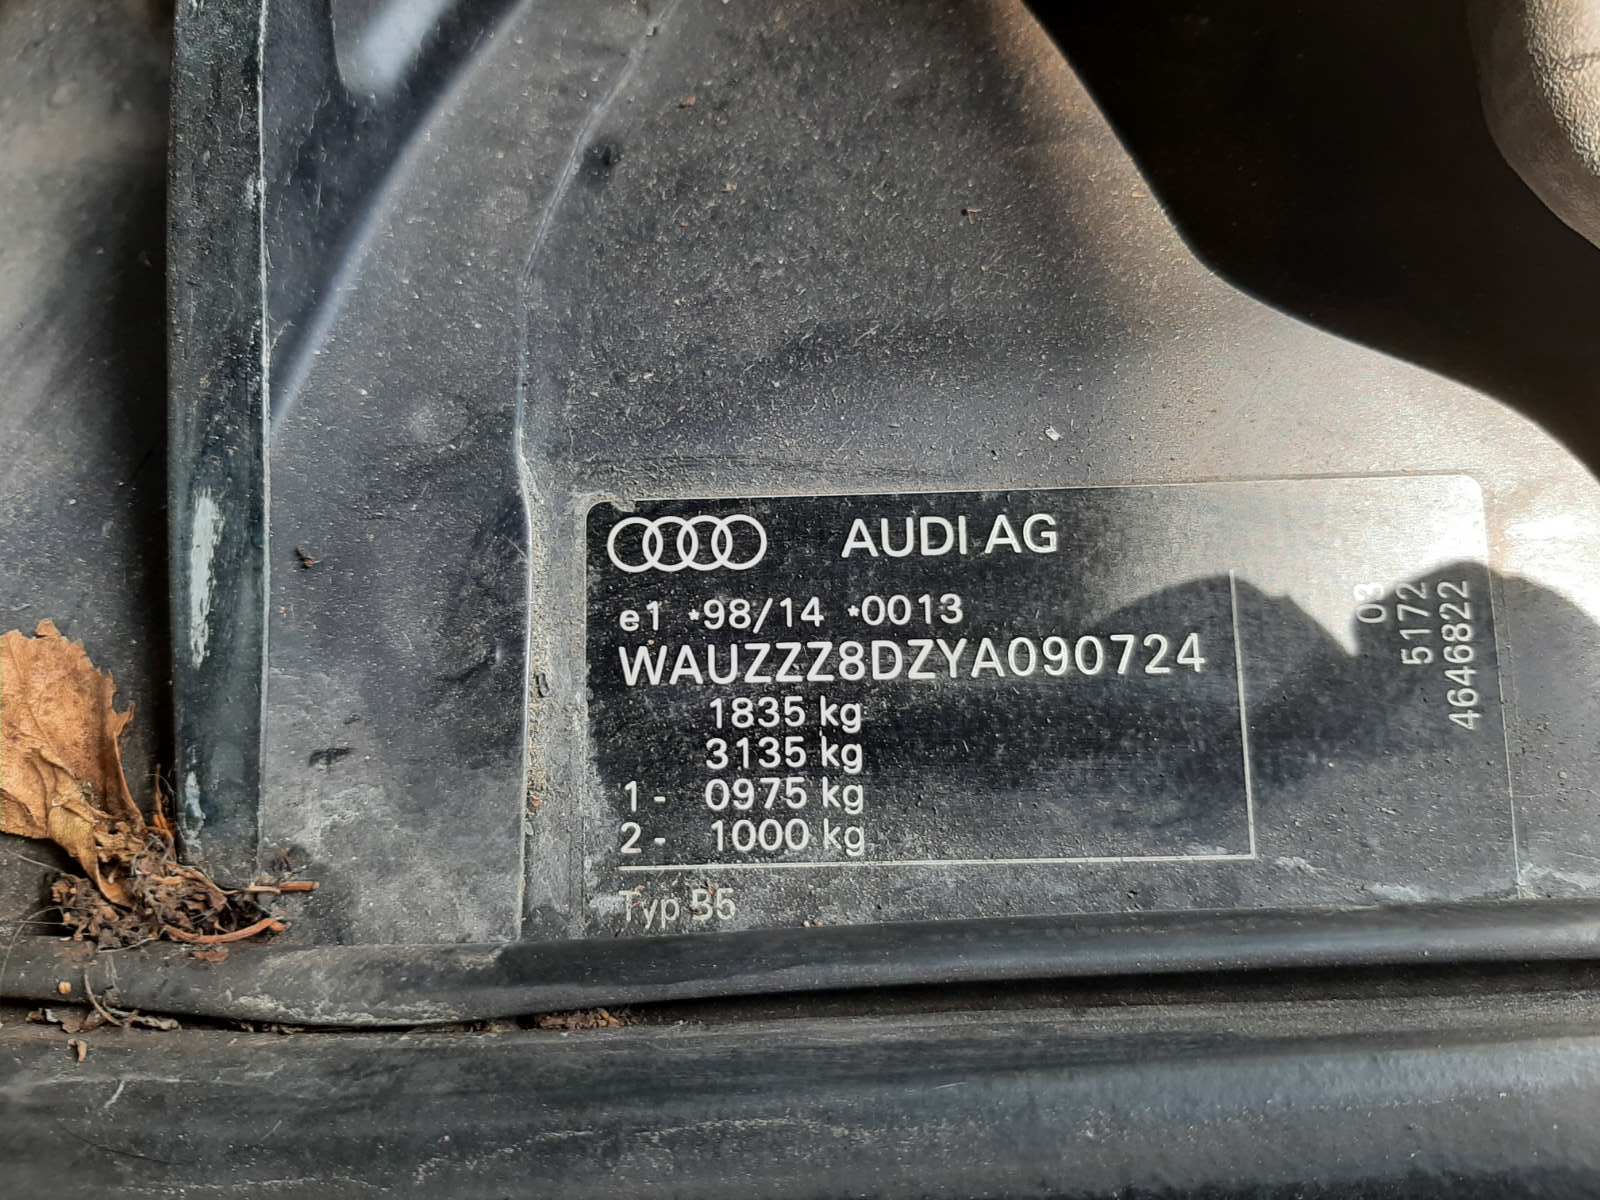 AUDI AG
e1 *98/14 *0013
WAUZZZ8DZYA090724
1835 kg
3135 kg
1- 0975 kg
2- 1000 kg
Typ B5
03
5172
4646822